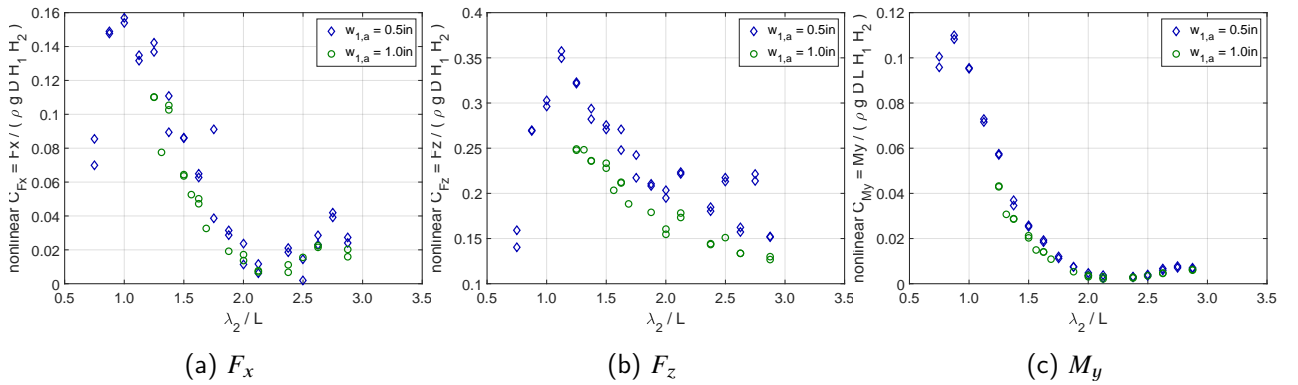 nonlinear C_Fx = Fx / ( ρ g D H_1 H_2 )
0.16
0.14
0.12
0.1
0.08
0.06
0.04
0.02
0
0.5 1.0 1.5 2.0 2.5 3.0 3.5
λ_2 / L
w_1,a = 0.5in
w_1,a = 1.0in
(a) F_x
nonlinear C_Fz = Fz / ( ρ g D H_1 H_2 )
0.4
0.35
0.3
0.25
0.2
0.15
0.1
0.5 1.0 1.5 2.0 2.5 3.0 3.5
λ_2 / L
w_1,a = 0.5in
w_1,a = 1.0in
(b) F_z
nonlinear C_My = My / ( ρ g D L H_1 H_2 )
0.12
0.1
0.08
0.06
0.04
0.02
0
0.5 1.0 1.5 2.0 2.5 3.0 3.5
λ_2 / L
w_1,a = 0.5in
w_1,a = 1.0in
(c) M_y